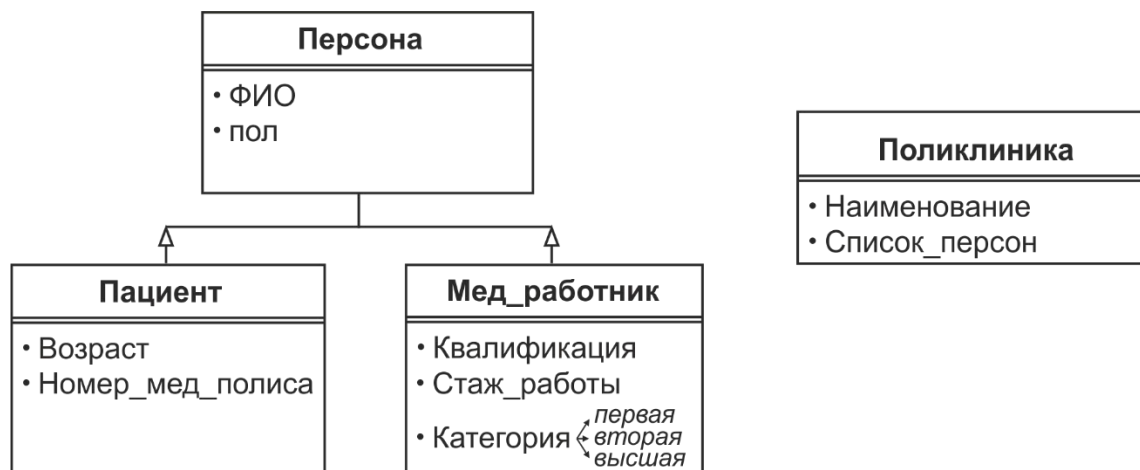 Персона
• ФИО
• пол
Поликлиника
• Наименование
• Список_персон
Пациент
• Возраст
• Номер_мед_полиса
Мед_работник
• Квалификация
• Стаж_работы
• Категория
первая
вторая
высшая